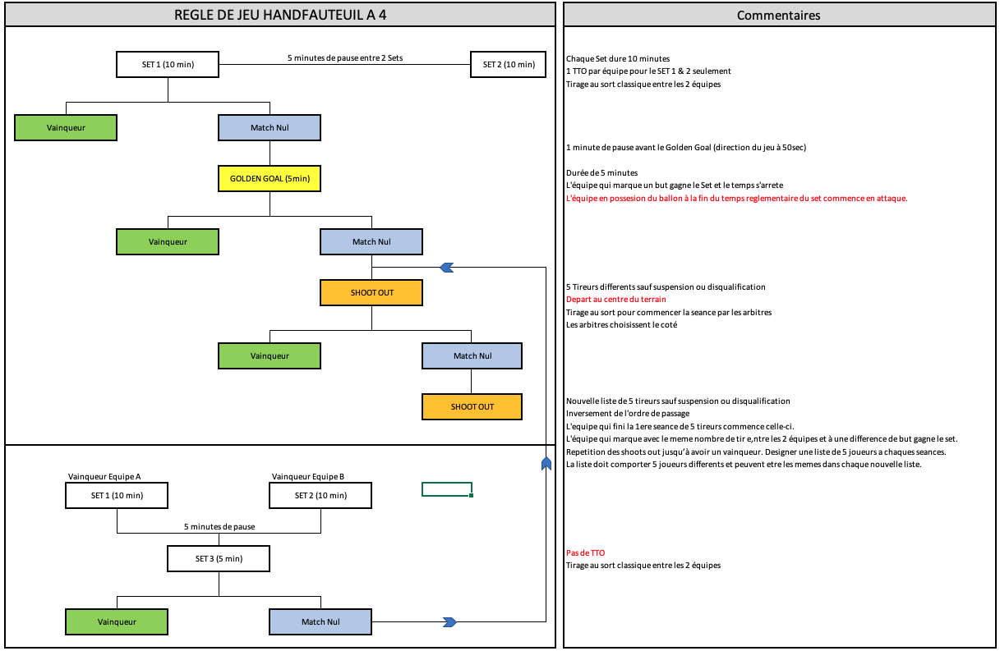 REGLE DE JEU HANDFAUTEUIL A 4
Commentaires
SET 1 (10 min)
5 minutes de pause entre 2 Sets
SET 2 (10 min)
Chaque Set dure 10 minutes
1 TTO par équipe pour le SET 1 & 2 seulement
Tirage au sort classique entre les 2 équipes
Vainqueur
Match Nul
1 minute de pause avant le Golden Goal (direction du jeu à 50sec)
GOLDEN GOAL (5min)
Durée de 5 minutes
L'équipe qui marque un but gagne le Set et le temps s'arrete
L'équipe en possesion du ballon à la fin du temps reglementaire du set commence en attaque.
Vainqueur
Match Nul
SHOOT OUT
5 Tireurs differents sauf suspension ou disqualification
Depart au centre du terrain
Tirage au sort pour commencer la seance par les arbitres
Les arbitres choisissent le coté
Vainqueur
Match Nul
SHOOT OUT
Nouvelle liste de 5 tireurs sauf suspension ou disqualification
Inversement de l'ordre de passage
L'equipe qui fini la 1ere seance de 5 tireurs commence celle-ci.
L'équipe qui marque avec le meme nombre de tir e,ntre les 2 équipes et à une difference de but gagne le set.
Repetition des shoots out jusqu'à avoir un vainqueur. Designer une liste de 5 joueurs a chaques seances.
La liste doit comporter 5 joueurs differents et peuvent etre les memes dans chaque nouvelle liste.
Vainqueur Equipe A
Vainqueur Equipe B
SET 1 (10 min)
SET 2 (10 min)
5 minutes de pause
SET 3 (5 min)
Pas de TTO
Tirage au sort classique entre les 2 équipes
Vainqueur
Match Nul